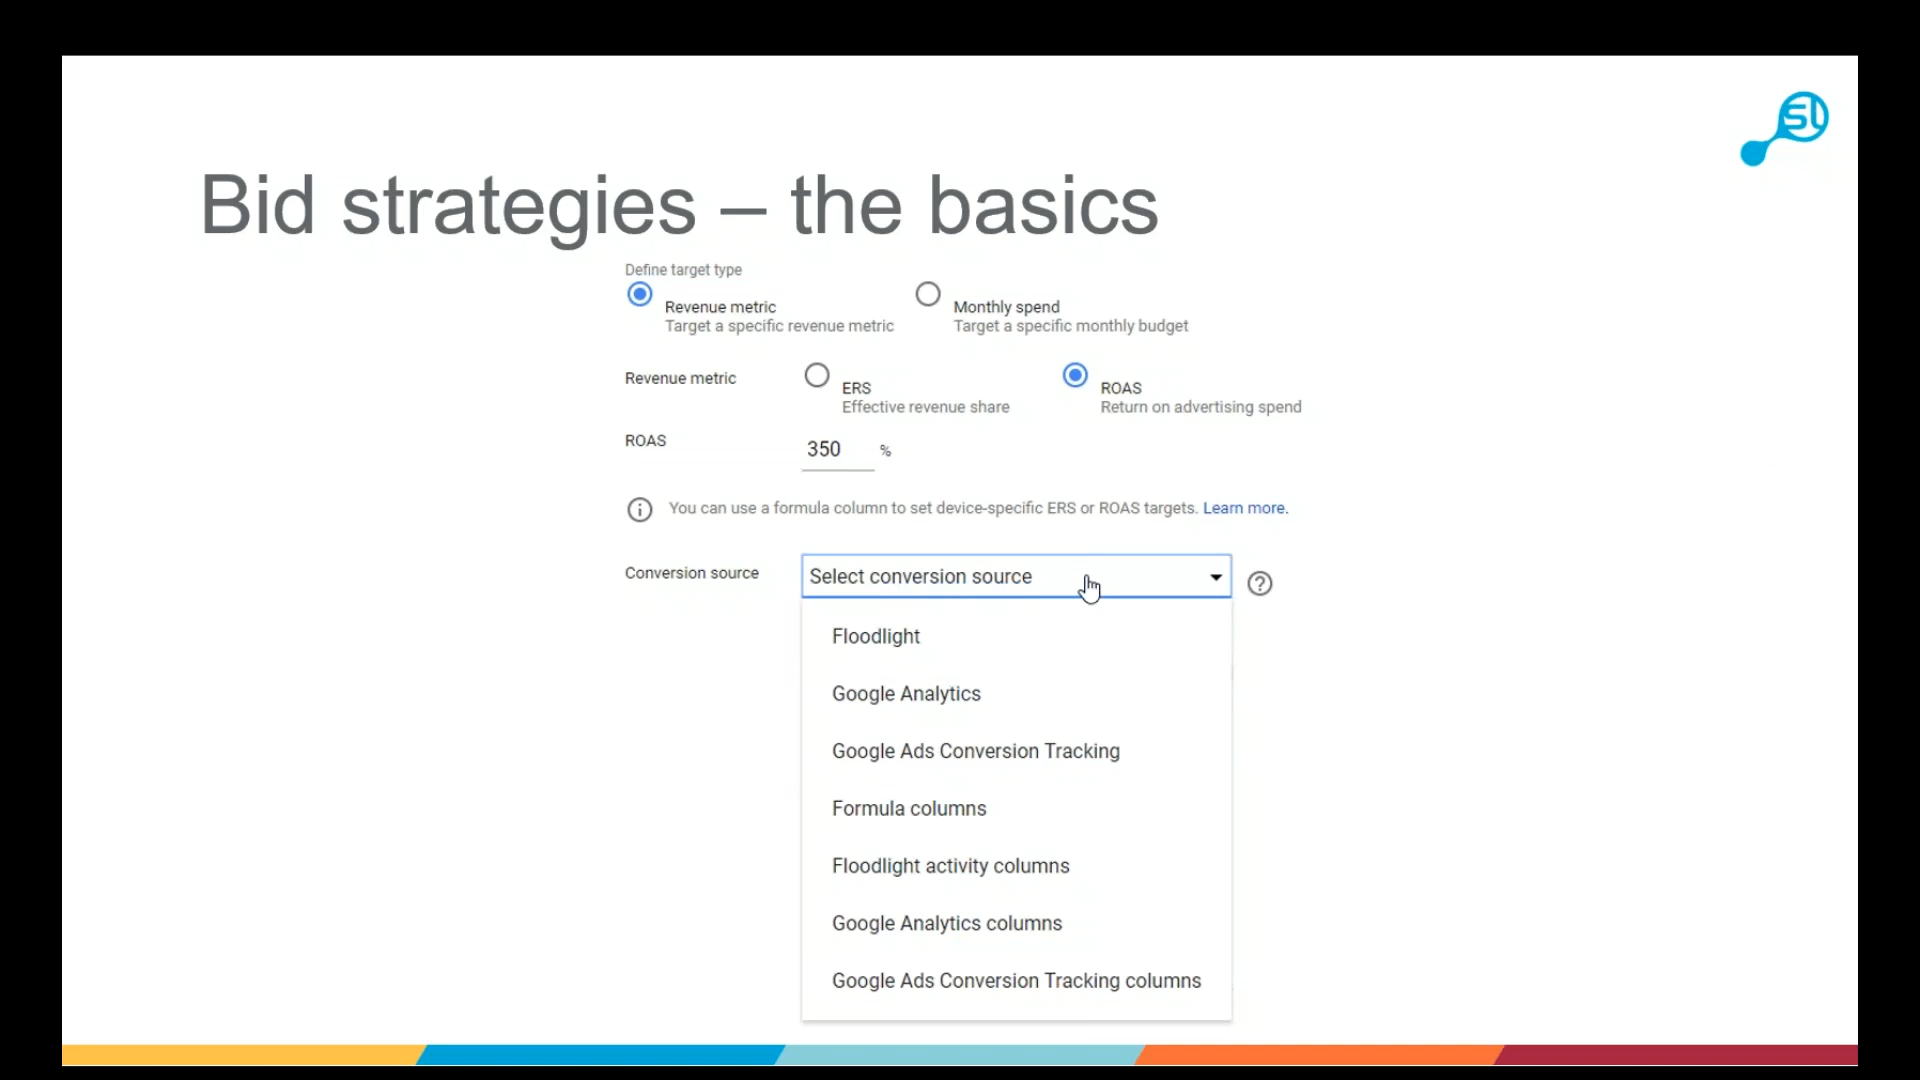 SL
Bid strategies – the basics
Define target type
Revenue metric
Target a specific revenue metric
Monthly spend
Target a specific monthly budget
Revenue metric
ERS
Effective revenue share
ROAS
Return on advertising spend
ROAS
350 %
You can use a formula column to set device-specific ERS or ROAS targets. Learn more.
Conversion source
Select conversion source
Floodlight
Google Analytics
Google Ads Conversion Tracking
Formula columns
Floodlight activity columns
Google Analytics columns
Google Ads Conversion Tracking columns